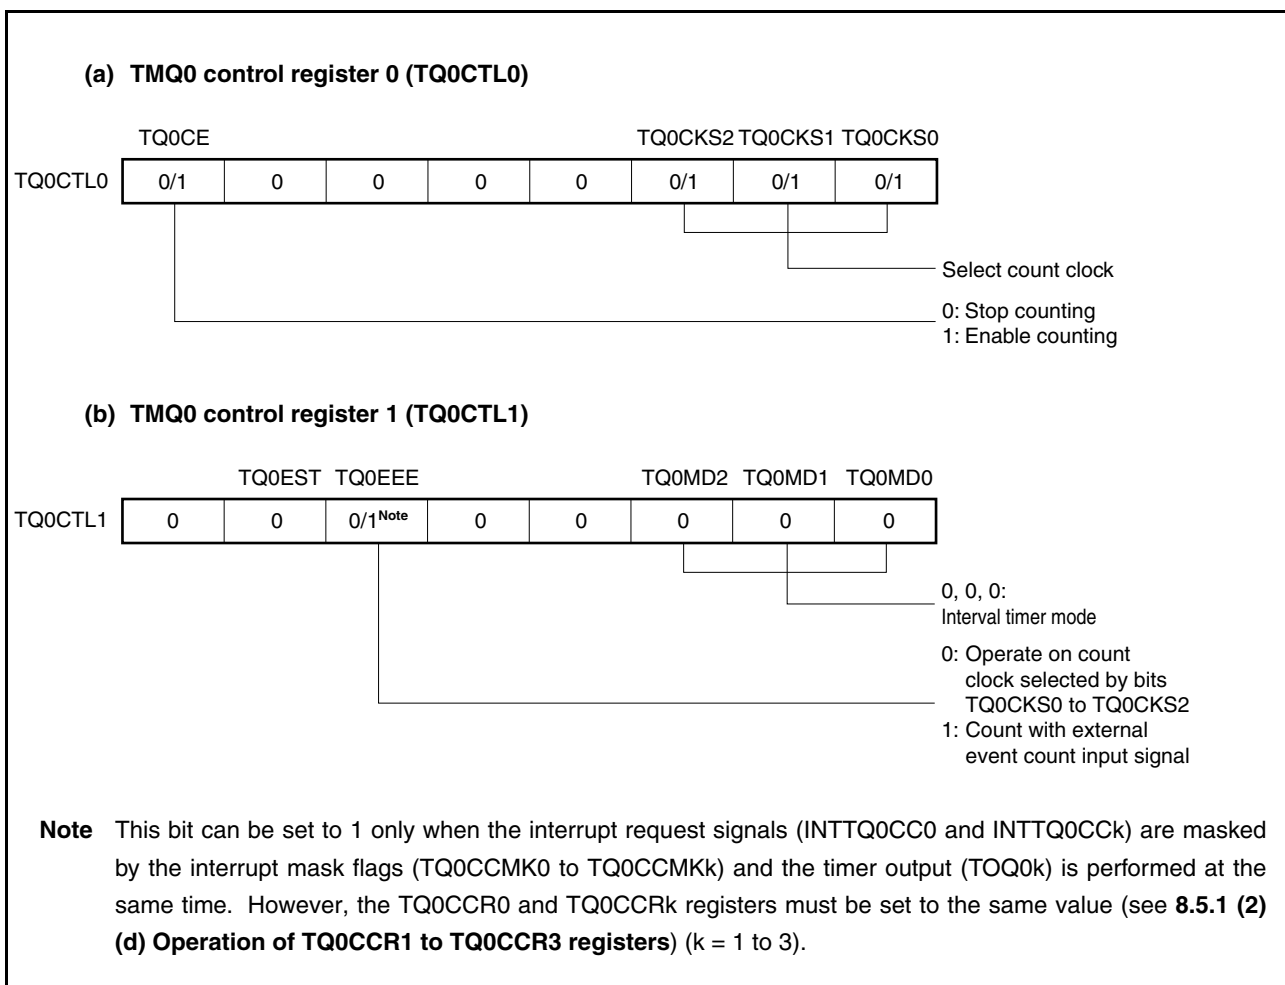 (a) TMQ0 control register 0 (TQ0CTL0)
TQ0CE TQ0CKS2 TQ0CKS1 TQ0CKS0
TQ0CTL0 0/1 0 0 0 0 0/1 0/1 0/1
Select count clock
0: Stop counting
1: Enable counting
(b) TMQ0 control register 1 (TQ0CTL1)
TQ0EST TQ0EEE TQ0MD2 TQ0MD1 TQ0MD0
TQ0CTL1 0 0 0/1Note 0 0 0 0 0
0, 0, 0:
Interval timer mode
0: Operate on count
clock selected by bits
TQ0CKS0 to TQ0CKS2
1: Count with external
event count input signal
Note This bit can be set to 1 only when the interrupt request signals (INTTQ0CC0 and INTTQ0CCk) are masked
by the interrupt mask flags (TQ0CCMK0 to TQ0CCMKk) and the timer output (TOQ0k) is performed at the
same time. However, the TQ0CCR0 and TQ0CCRk registers must be set to the same value (see 8.5.1 (2)
(d) Operation of TQ0CCR1 to TQ0CCR3 registers) (k = 1 to 3).